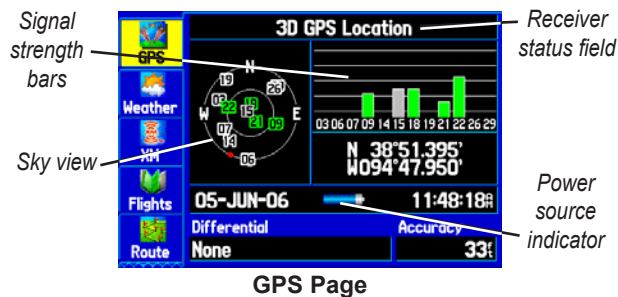 Signal
strength
bars
Sky view
3D GPS Location
Receiver
status field
GPS
Weather
XM
Flights
Route
N
W
E
19
26
03
22
18
15
21
09
07
14
06
03 06 07 09 14 15 18 21 22 26 29
N 38°51.395'
W094°47.950'
05-JUN-06
11:48:18A
Power
source
indicator
Differential
Accuracy
None
33ft
GPS Page